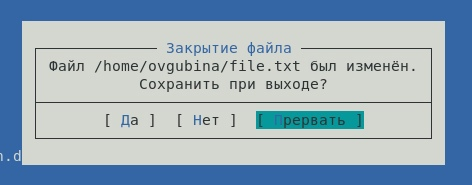 Закрытие файла
Файл /home/ovgubina/file.txt был изменён.
Сохранить при выходе?
[ Да ] [ Нет ] [ Прервать ]
n.d